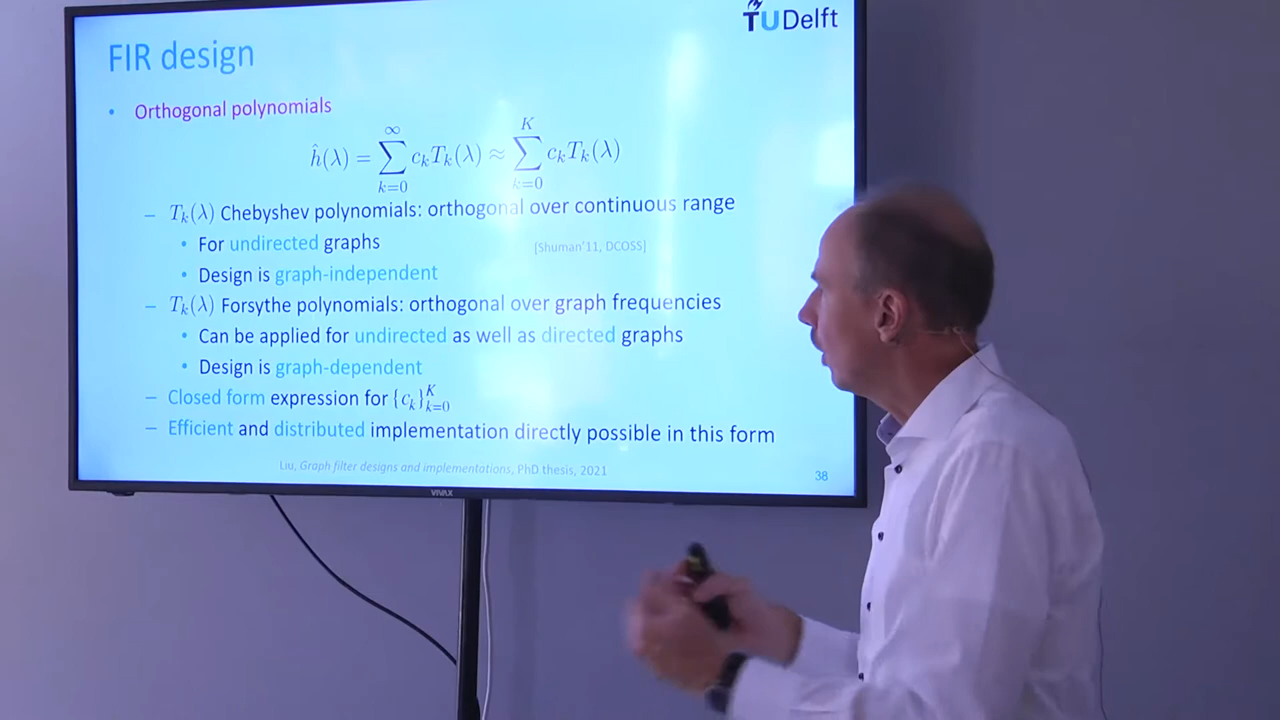 TU Delft
FIR design
• Orthogonal polynomials
ĥ(λ) = ∑_{k=0}^{∞} c_k T_k(λ) ≈ ∑_{k=0}^{K} c_k T_k(λ)
– T_k(λ) Chebyshev polynomials: orthogonal over continuous range
• For undirected graphs [Shuman'11, DCOSS]
• Design is graph-independent
– T_k(λ) Forsythe polynomials: orthogonal over graph frequencies
• Can be applied for undirected as well as directed graphs
• Design is graph-dependent
– Closed form expression for {c_k}_{k=0}^{K}
– Efficient and distributed implementation directly possible in this form
Liu, Graph filter designs and implementations, PhD thesis, 2021
38
VIVAX